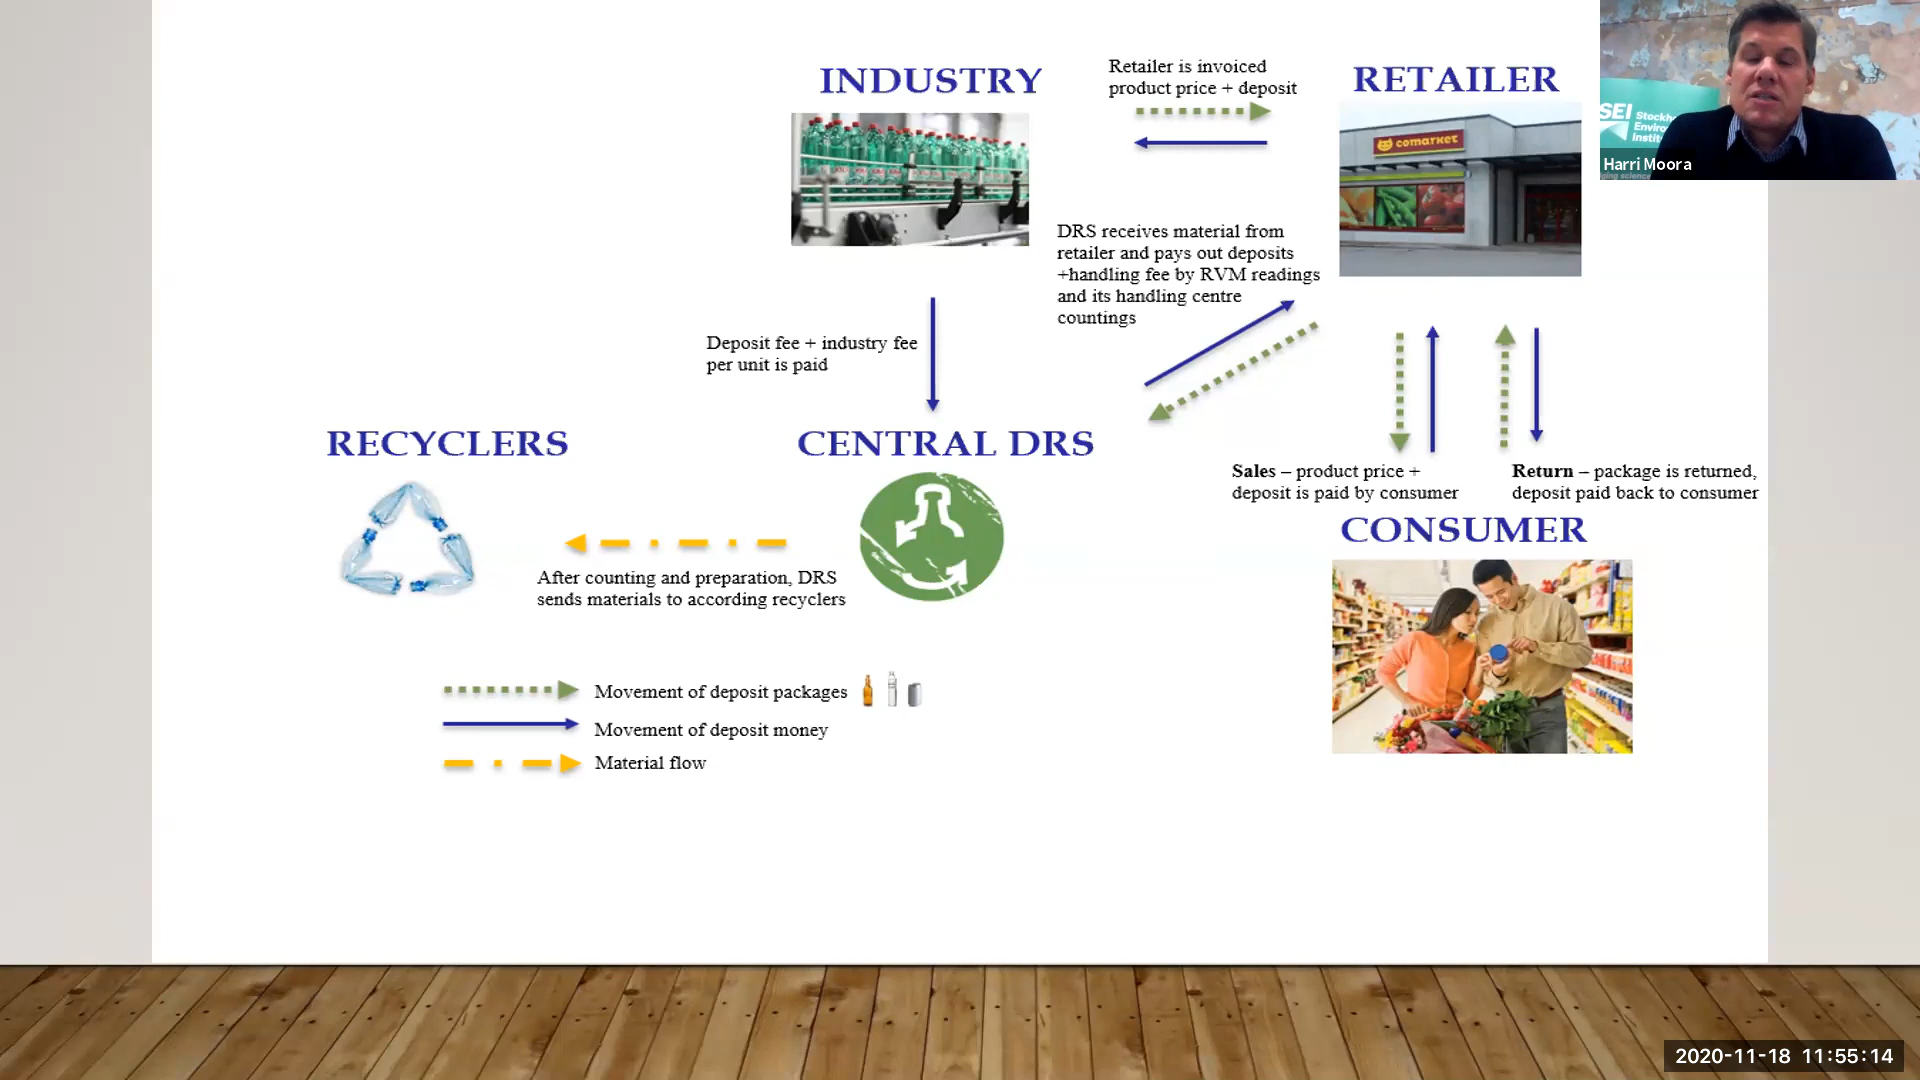 INDUSTRY
Retailer is invoiced
product price + deposit
RETAILER
comarket
SEI
Harri Moora
DRS receives material from
retailer and pays out deposits
+handling fee by RVM readings
and its handling centre
countings
Deposit fee + industry fee
per unit is paid
RECYCLERS
CENTRAL DRS
Sales – product price +
deposit is paid by consumer
Return – package is returned,
deposit paid back to consumer
CONSUMER
After counting and preparation, DRS
sends materials to according recyclers
Movement of deposit packages
Movement of deposit money
Material flow
2020-11-18 11:55:14